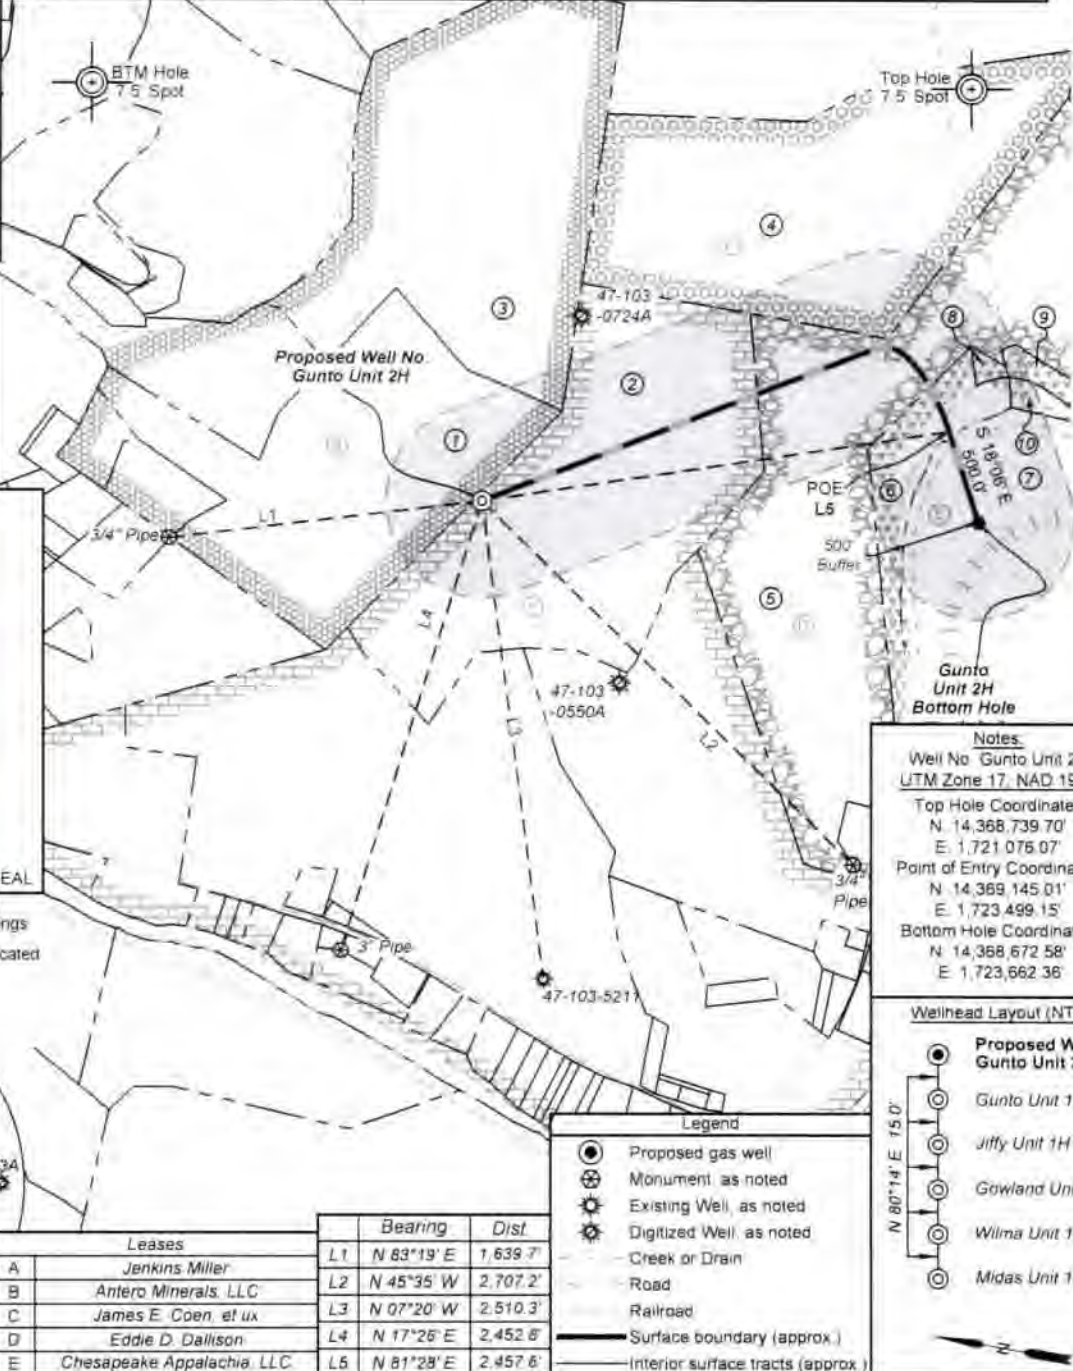 BTM Hole
7.5' Spot
Top Hole
7.5' Spot
4
47-103
-0724A
3
8
9
Proposed Well No.
Gunto Unit 2H
2
1
10
S 18°06' E
500.0'
7
POE
L5
6
L1
3/4" Pipe
500'
Buffer
5
L4
Gunto
Unit 2H
Bottom Hole
47-103
-0550A
L3
L2
Notes:
Well No. Gunto Unit 2
UTM Zone 17, NAD 19
Top Hole Coordinate
N: 14,368,739.70'
E: 1,721,076.07'
Point of Entry Coordina
N: 14,369,145.01'
E: 1,723,499.15'
Bottom Hole Coordinat
N: 14,368,672.58'
E: 1,723,662.36'
EAL
3/4"
Pipe
ngs
cated
3' Pipe
47-103-5211
Wellhead Layout (NT
Proposed W
Gunto Unit
Gunto Unit 1
Jiffy Unit 1H
Gowland Uni
Wilma Unit 1
Midas Unit 1
N 80°14' E 15.0'
N
3A
Legend
Proposed gas well
Monument, as noted
Existing Well, as noted
Digitized Well, as noted
Creek or Drain
Road
Railroad
Surface boundary (approx.)
Interior surface tracts (approx.)
Leases
A Jenkins Miller
B Antero Minerals, LLC
C James E. Coen, et ux
D Eddie D. Dallison
E Chesapeake Appalachia, LLC
Bearing Dist.
L1 N 83°19' E 1,639.7'
L2 N 45°35' W 2,707.2'
L3 N 07°20' W 2,510.3'
L4 N 17°26' E 2,452.8'
L5 N 81°28' E 2,457.6'